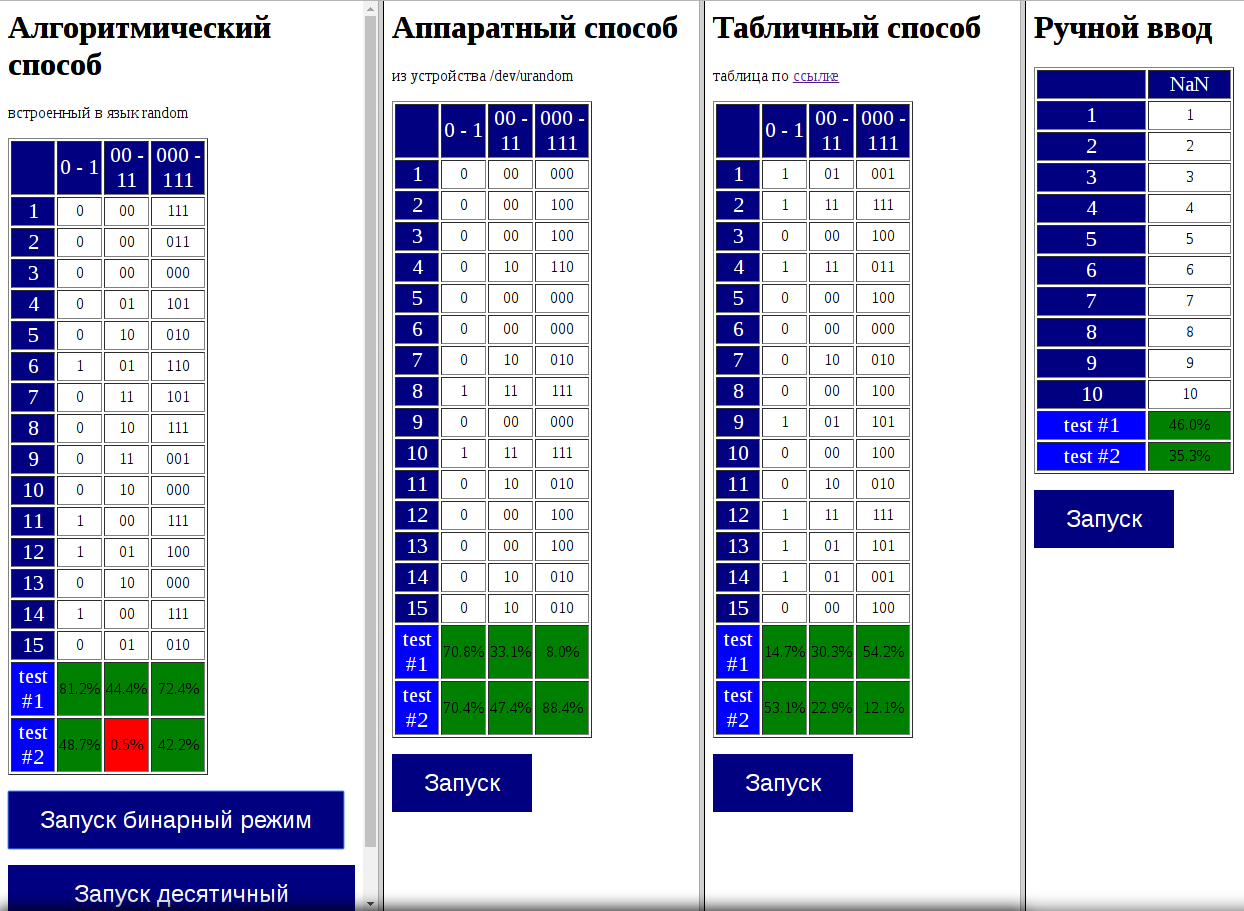 Алгоритмический
способ
встроенный в язык random
0 - 1 00 - 11 000 - 111
1 0 00 111
2 0 00 011
3 0 00 000
4 0 01 101
5 0 10 010
6 1 01 110
7 0 11 101
8 0 10 111
9 0 11 001
10 0 10 000
11 1 00 111
12 1 01 100
13 0 10 000
14 1 00 111
15 0 01 010
test #1 81.2% 44.4% 72.4%
test #2 48.7% 0.5% 42.2%
Запуск бинарный режим
Запуск десятичный
Аппаратный способ
из устройства /dev/urandom
0 - 1 00 - 11 000 - 111
1 0 00 000
2 0 00 100
3 0 00 100
4 0 10 110
5 0 00 000
6 0 00 000
7 0 10 010
8 1 11 111
9 0 00 000
10 1 11 111
11 0 10 010
12 0 00 100
13 0 00 100
14 0 10 010
15 0 10 010
test #1 70.8% 33.1% 8.0%
test #2 70.4% 47.4% 88.4%
Запуск
Табличный способ
таблица по ссылке
0 - 1 00 - 11 000 - 111
1 1 01 001
2 1 11 111
3 0 00 100
4 1 11 011
5 0 00 100
6 0 00 000
7 0 10 010
8 0 00 100
9 1 01 101
10 0 00 100
11 0 10 010
12 1 11 111
13 1 01 101
14 1 01 001
15 0 00 100
test #1 14.7% 30.3% 54.2%
test #2 53.1% 22.9% 12.1%
Запуск
Ручной ввод
NaN
1 1
2 2
3 3
4 4
5 5
6 6
7 7
8 8
9 9
10 10
test #1 46.0%
test #2 35.3%
Запуск